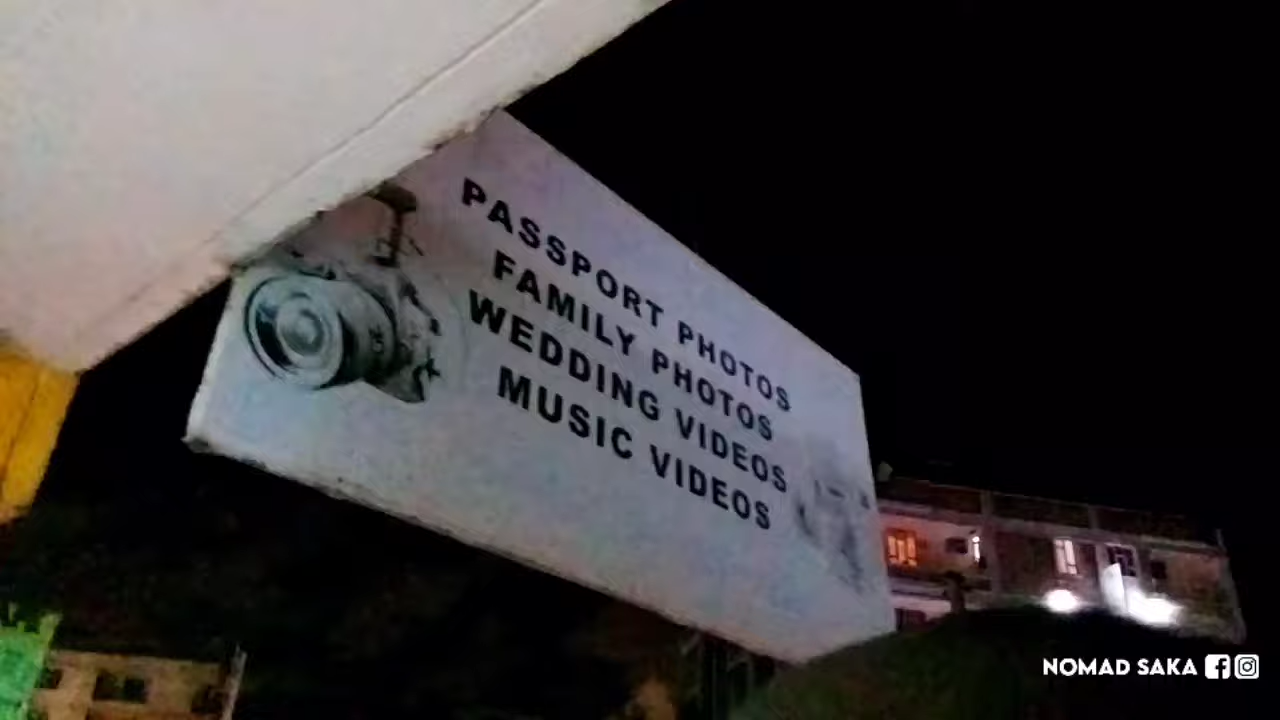 PASSPORT PHOTOS
FAMILY PHOTOS
WEDDING VIDEOS
MUSIC VIDEOS
NOMAD SAKA